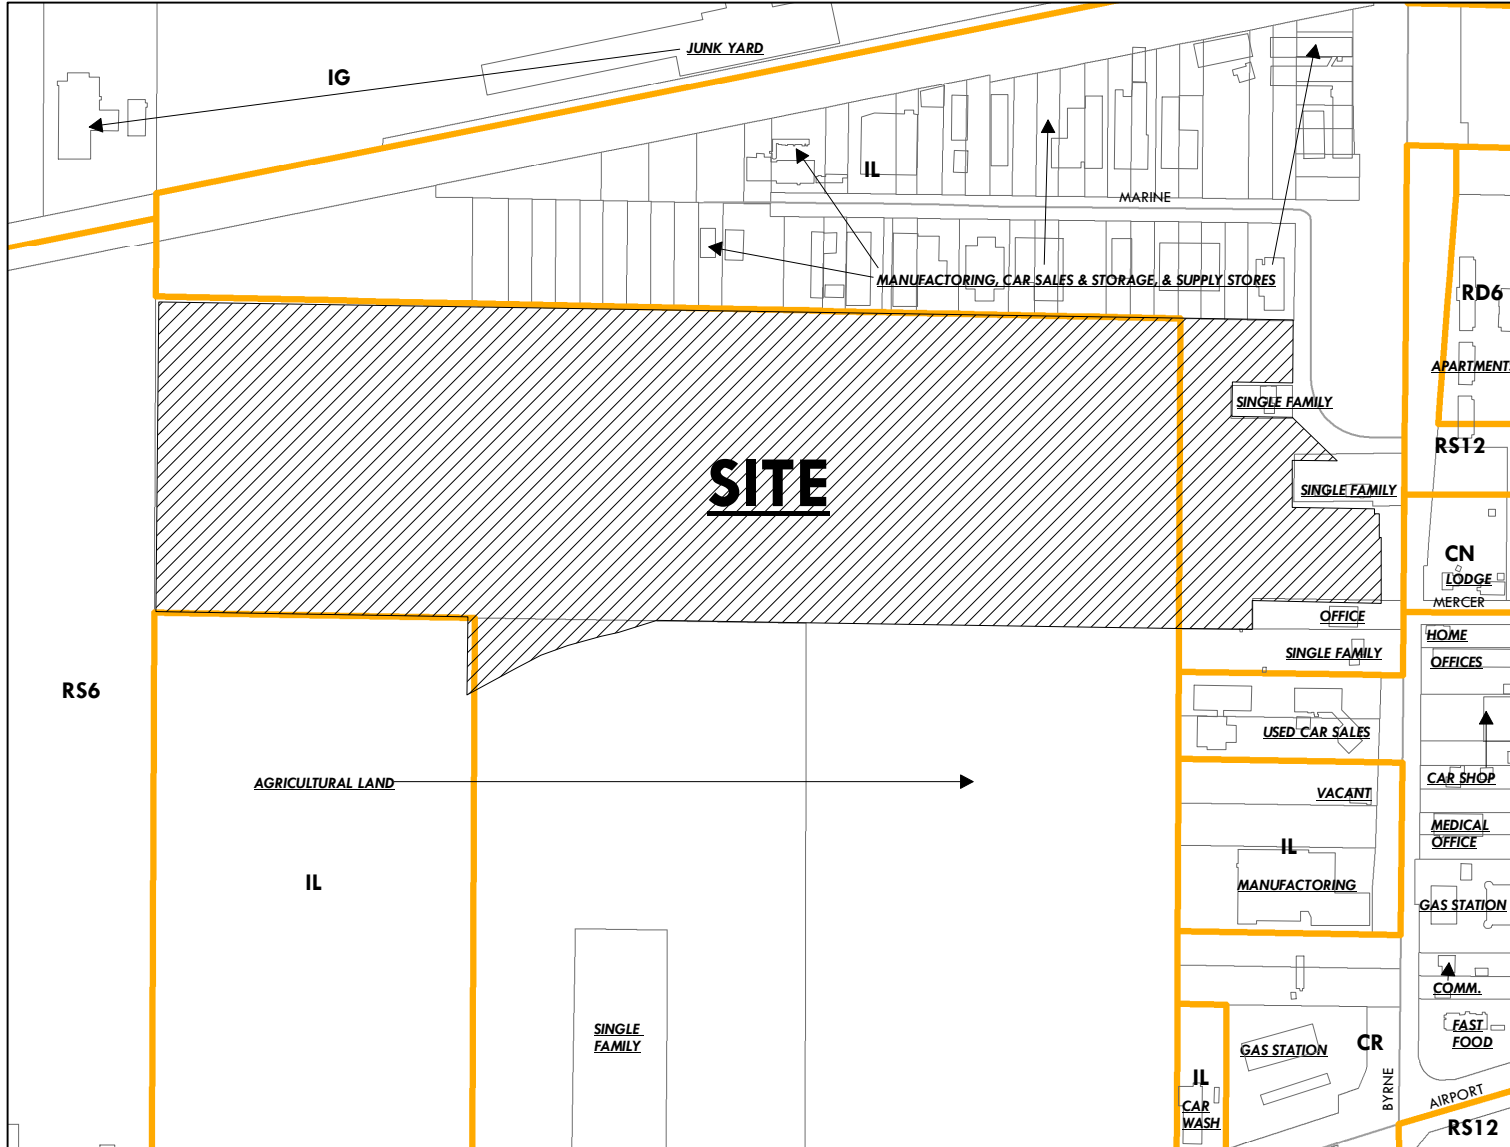 JUNK YARD
IG
IL
MARINE
MANUFACTORING, CAR SALES & STORAGE, & SUPPLY STORES
RD6
APARTMENT
SINGLE FAMILY
RS12
SITE
SINGLE FAMILY
CN
LODGE
MERCER
OFFICE
HOME
OFFICES
SINGLE FAMILY
RS6
USED CAR SALES
AGRICULTURAL LAND
CAR SHOP
VACANT
MEDICAL
OFFICE
IL
IL
MANUFACTORING
GAS STATION
COMM.
SINGLE
FAMILY
FAST
FOOD
GAS STATION
CR
IL
BYRNE
AIRPORT
CAR
WASH
RS12